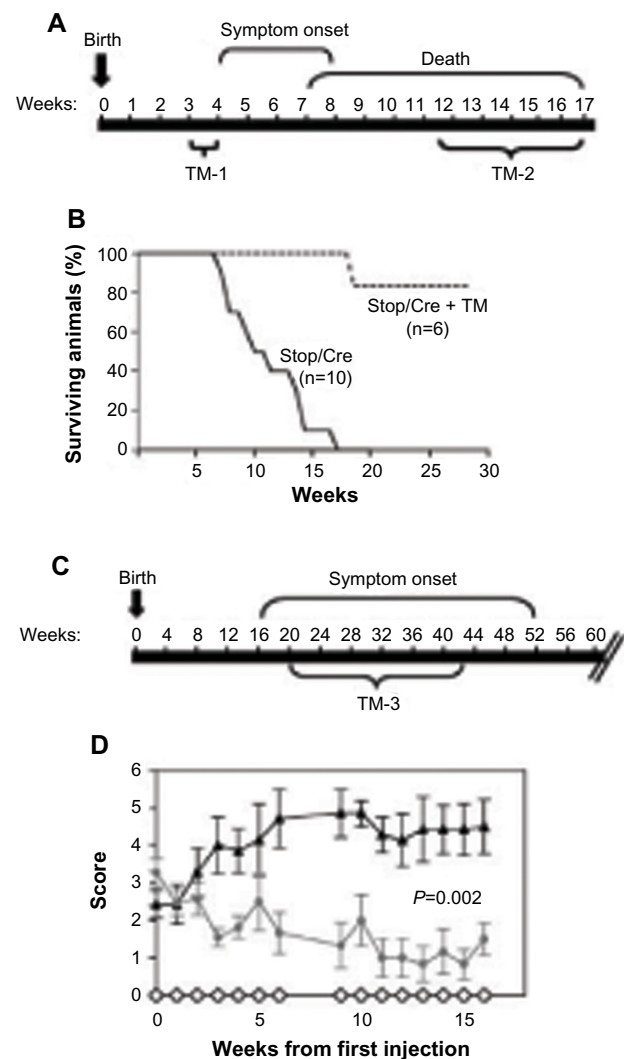 A
Symptom onset
Birth
Death
Weeks: 0 1 2 3 4 5 6 7 8 9 10 11 12 13 14 15 16 17
TM-1
TM-2
B
Surviving animals (%)
100
80
60
40
20
0
Stop/Cre + TM
(n=6)
Stop/Cre
(n=10)
5 10 15 20 25 30
Weeks
C
Birth
Symptom onset
Weeks: 0 4 8 12 16 20 24 28 32 36 40 44 48 52 56 60
TM-3
D
Score
6
5
4
3
2
1
0
P=0.002
0 5 10 15
Weeks from first injection